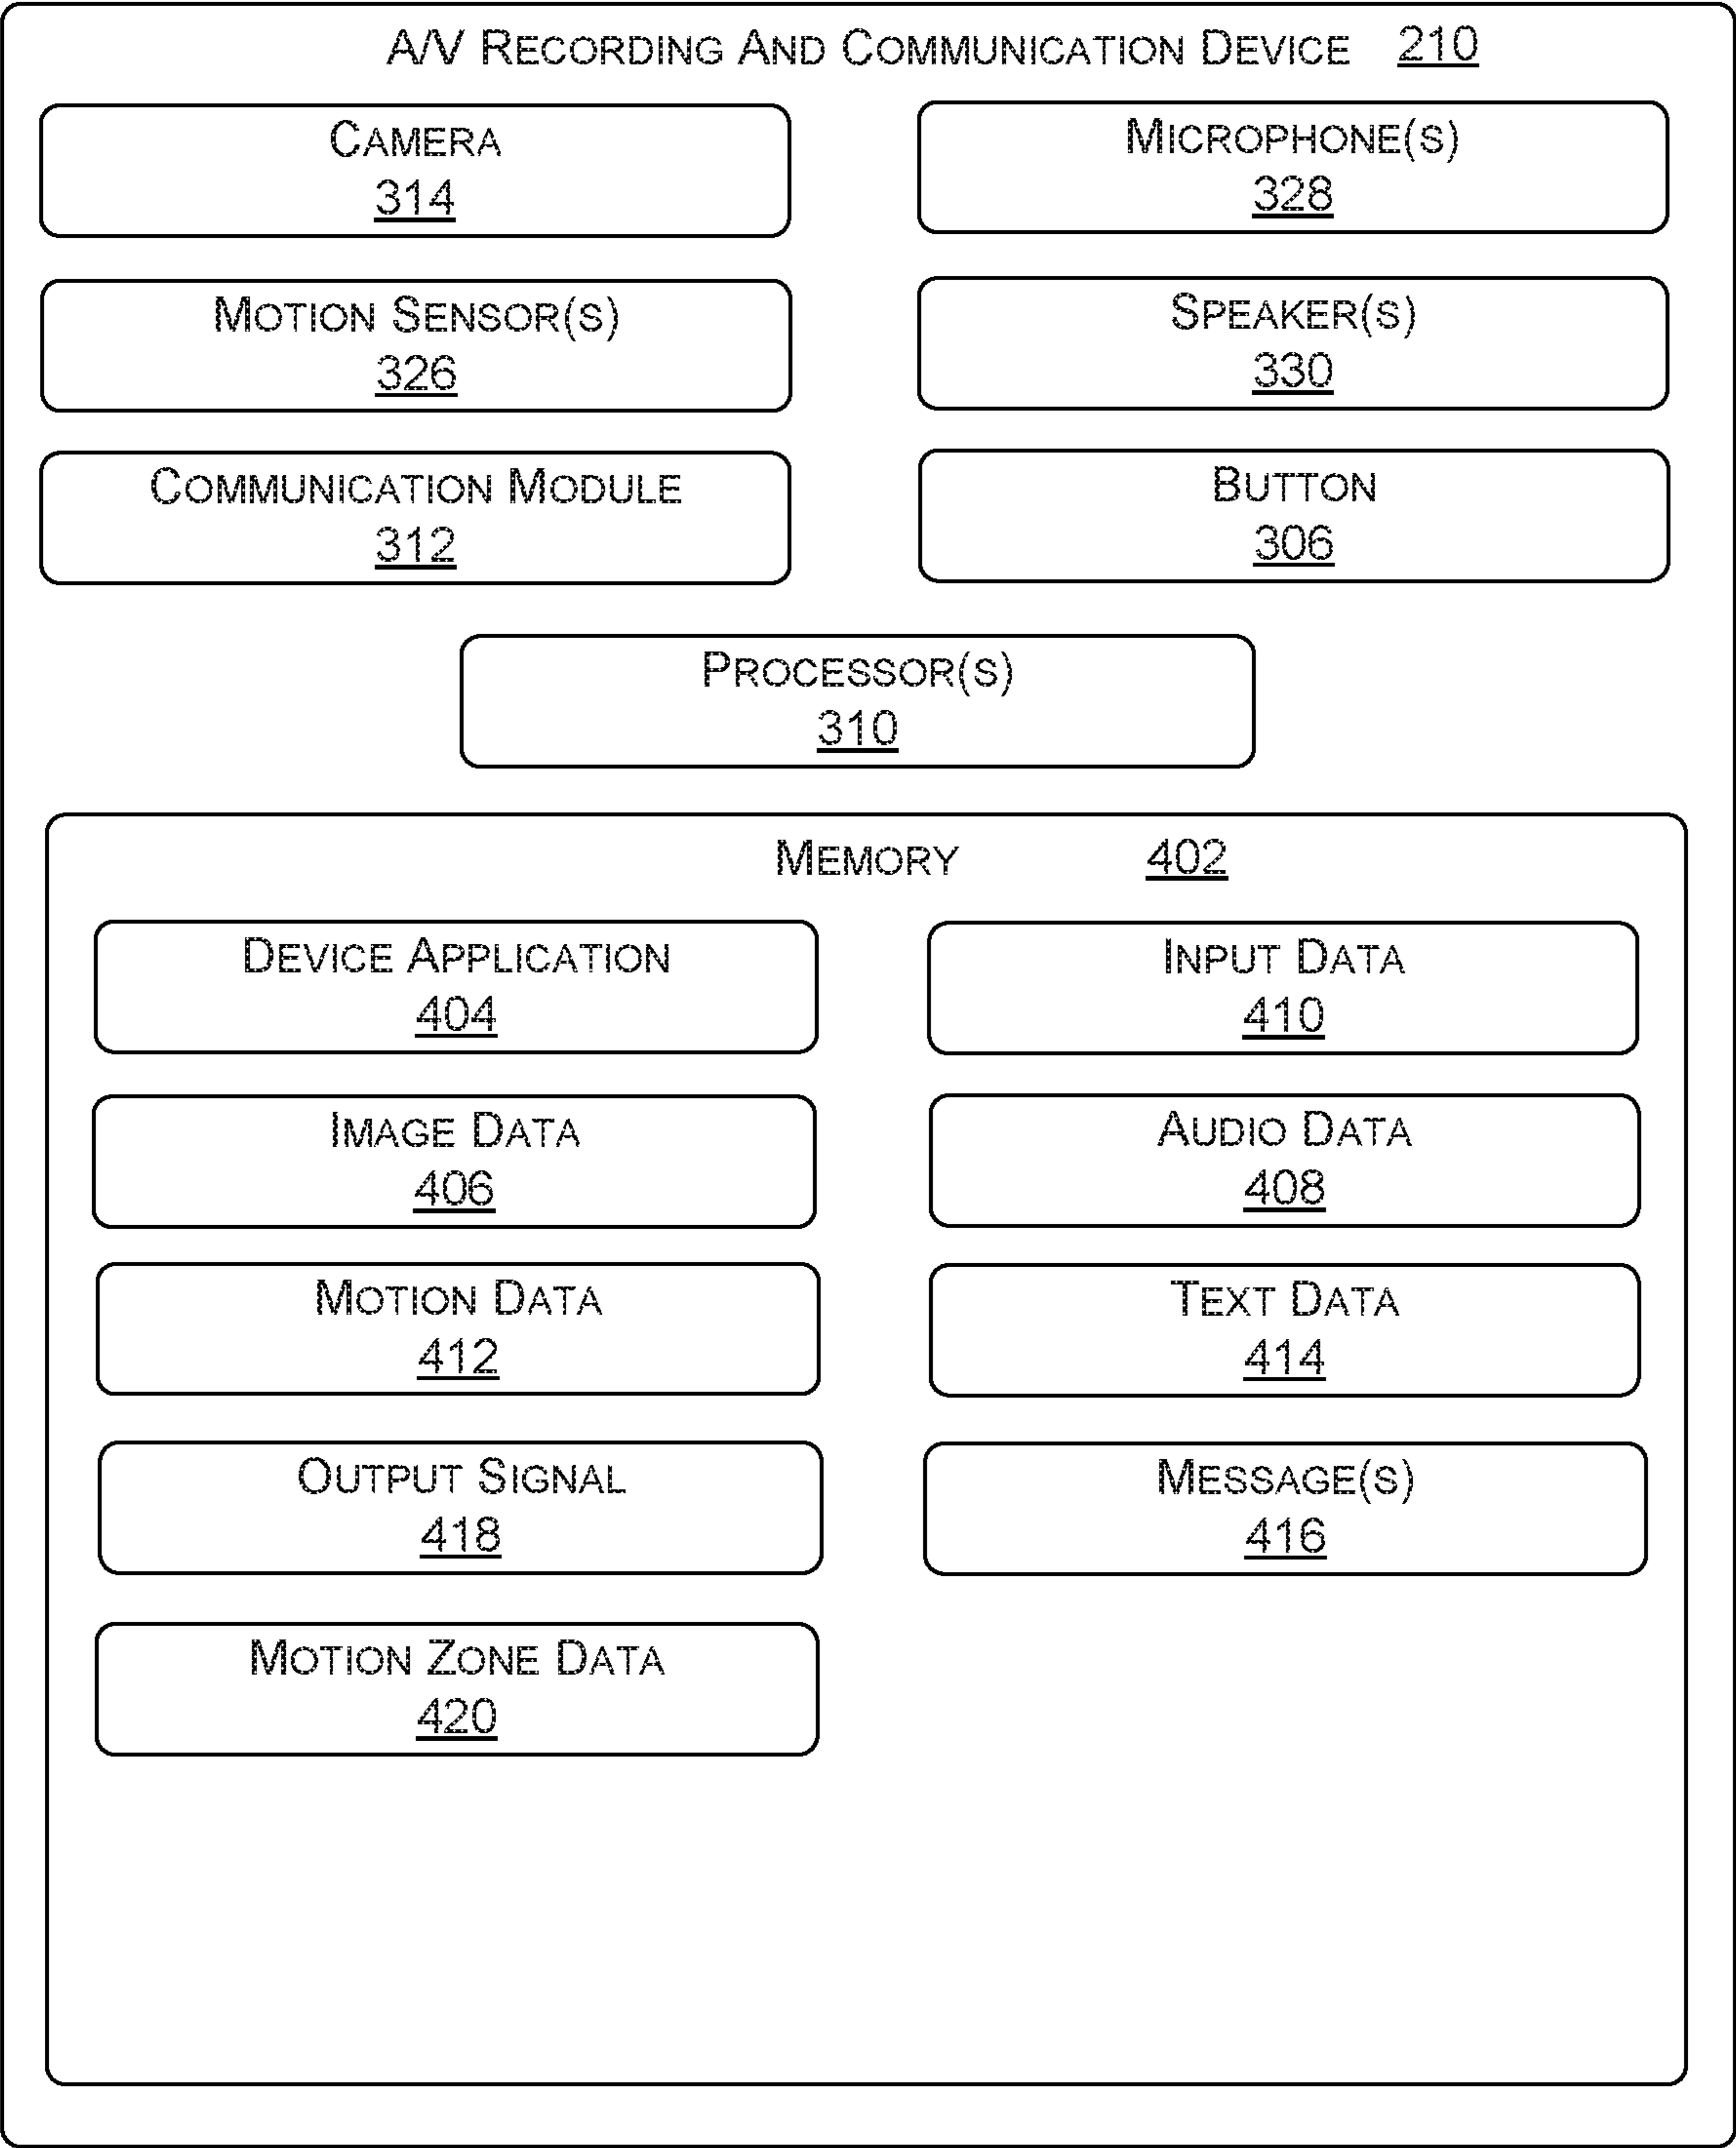 A/V Recording And Communication Device 210
Camera
314
Microphone(s)
328
Motion Sensor(s)
326
Speaker(s)
330
Communication Module
312
Button
306
Processor(s)
310
Memory 402
Device Application
404
Input Data
410
Image Data
406
Audio Data
408
Motion Data
412
Text Data
414
Output Signal
418
Message(s)
416
Motion Zone Data
420